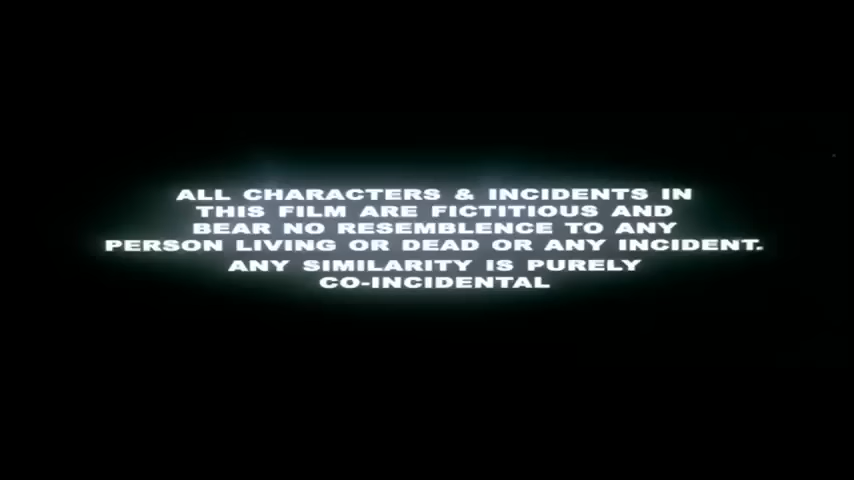 ALL CHARACTERS & INCIDENTS IN
THIS FILM ARE FICTITIOUS AND
BEAR NO RESEMBLENCE TO ANY
PERSON LIVING OR DEAD OR ANY INCIDENT.
ANY SIMILARITY IS PURELY
CO-INCIDENTAL